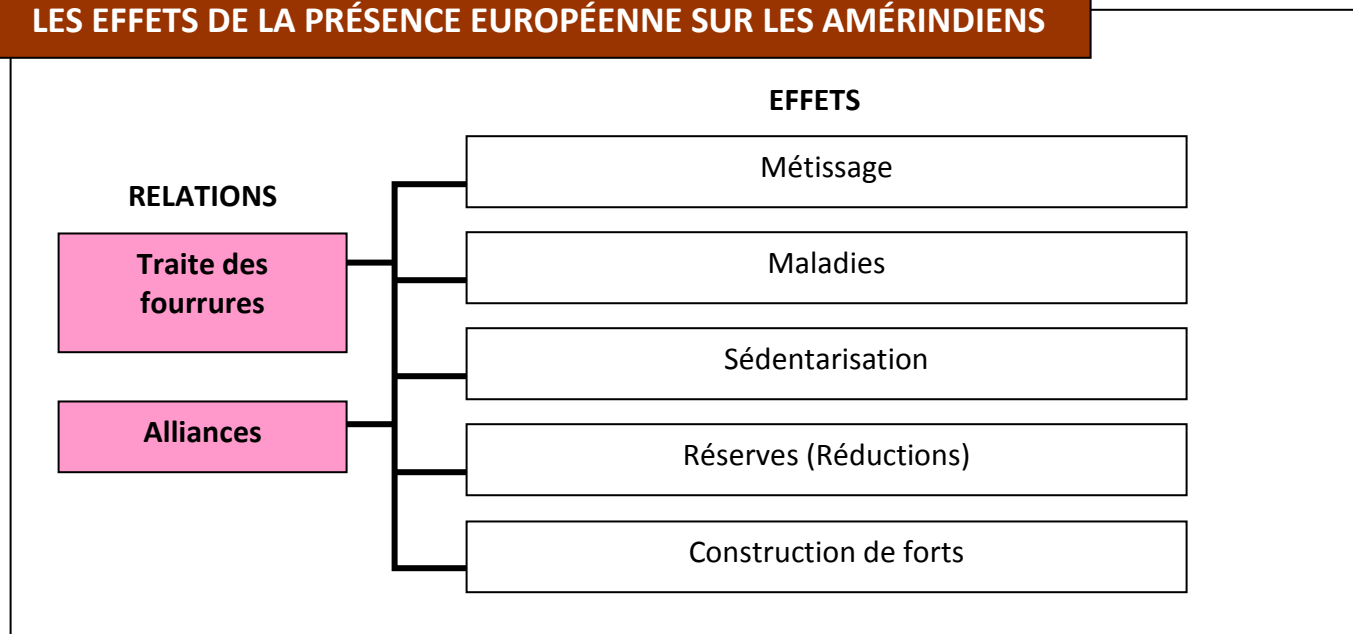 LES EFFETS DE LA PRÉSENCE EUROPÉENNE SUR LES AMÉRINDIENS
EFFETS
Métissage
RELATIONS
Traite des
fourrures
Maladies
Sédentarisation
Alliances
Réserves (Réductions)
Construction de forts